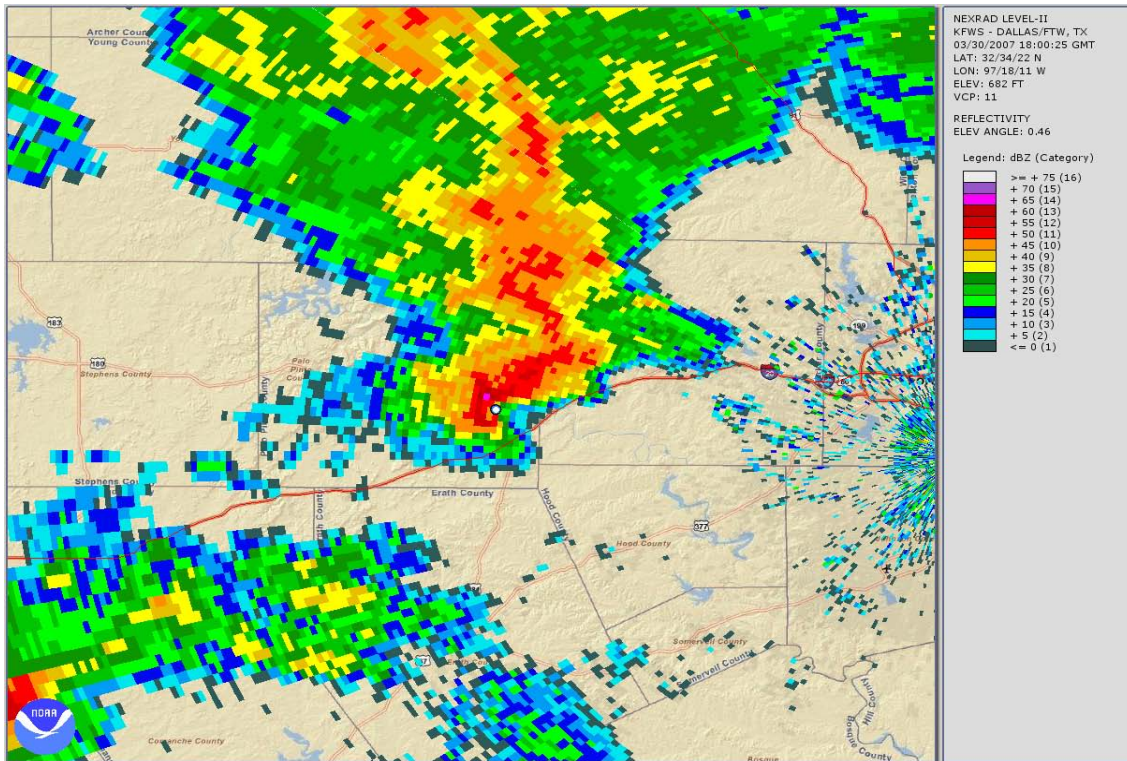 Archer County
Young County
183
180
Stephens County
Palo
199
Stephens
Erath County
Hood County
377
Hood County
Somervell County
Somervell County
Comanche County
Bosque
Hill County
Bosque County
NOAA
NEXRAD LEVEL-II
KFWS - DALLAS/FTW, TX
03/30/2007 18:00:25 GMT
LAT: 32/34/22 N
LON: 97/18/11 W
ELEV: 682 FT
VCP: 11
REFLECTIVITY
ELEV ANGLE: 0.46
Legend: dBZ (Category)
>= + 75 (16)
+ 70 (15)
+ 65 (14)
+ 60 (13)
+ 55 (12)
+ 50 (11)
+ 45 (10)
+ 40 (9)
+ 35 (8)
+ 30 (7)
+ 25 (6)
+ 20 (5)
+ 15 (4)
+ 10 (3)
+ 5 (2)
<= 0 (1)